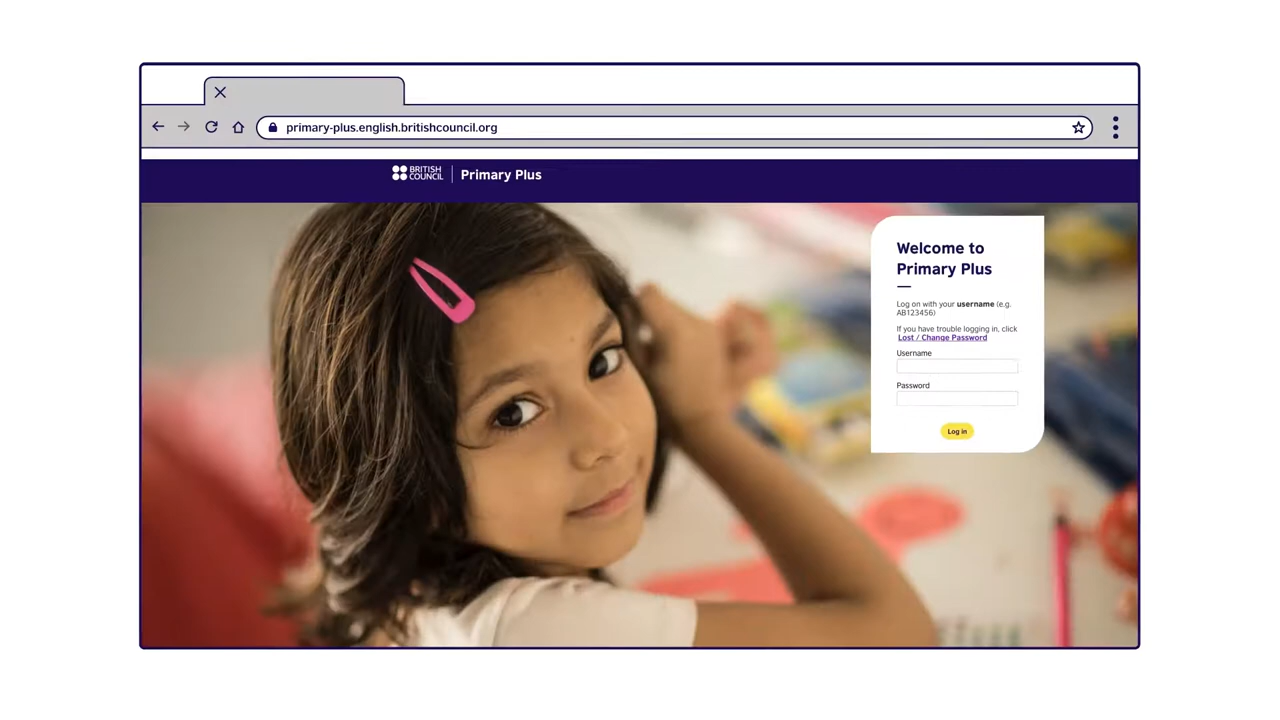 primary-plus.english.britishcouncil.org
BRITISH
COUNCIL
Primary Plus
Welcome to
Primary Plus
Log on with your username (e.g.
AB123456)
If you have trouble logging in, click
Lost / Change Password
Username
Password
Log in